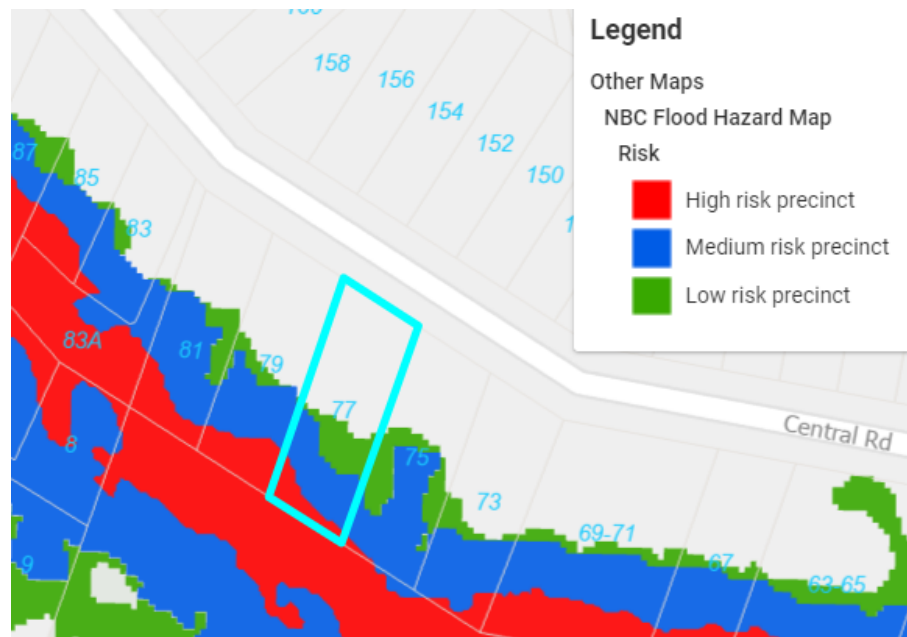 158
156
154
152
150
Legend
Other Maps
NBC Flood Hazard Map
Risk
High risk precinct
Medium risk precinct
Low risk precinct
87
85
83
83A
81
79
77
75
73
69-71
67
63-65
8
9
Central Rd